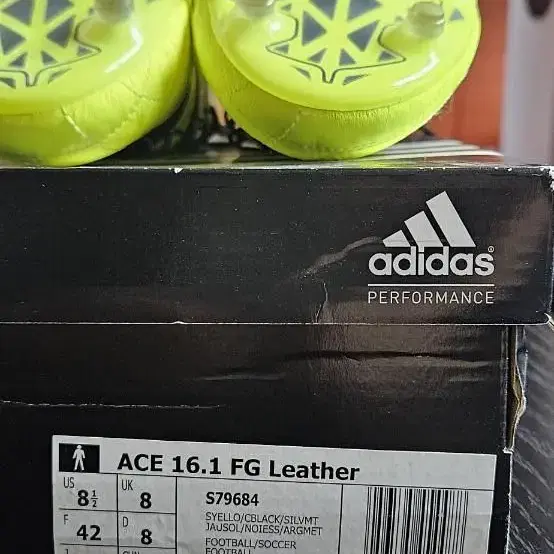 adidas®
PERFORMANCE
ACE 16.1 FG Leather
US
8½
UK
8
S79684
SYELLO/CBLACK/SILVMT
JAUSOL/NOIESS/ARGMET
F
42
D
8
FOOTBALL/SOCCER
FOOTBALL